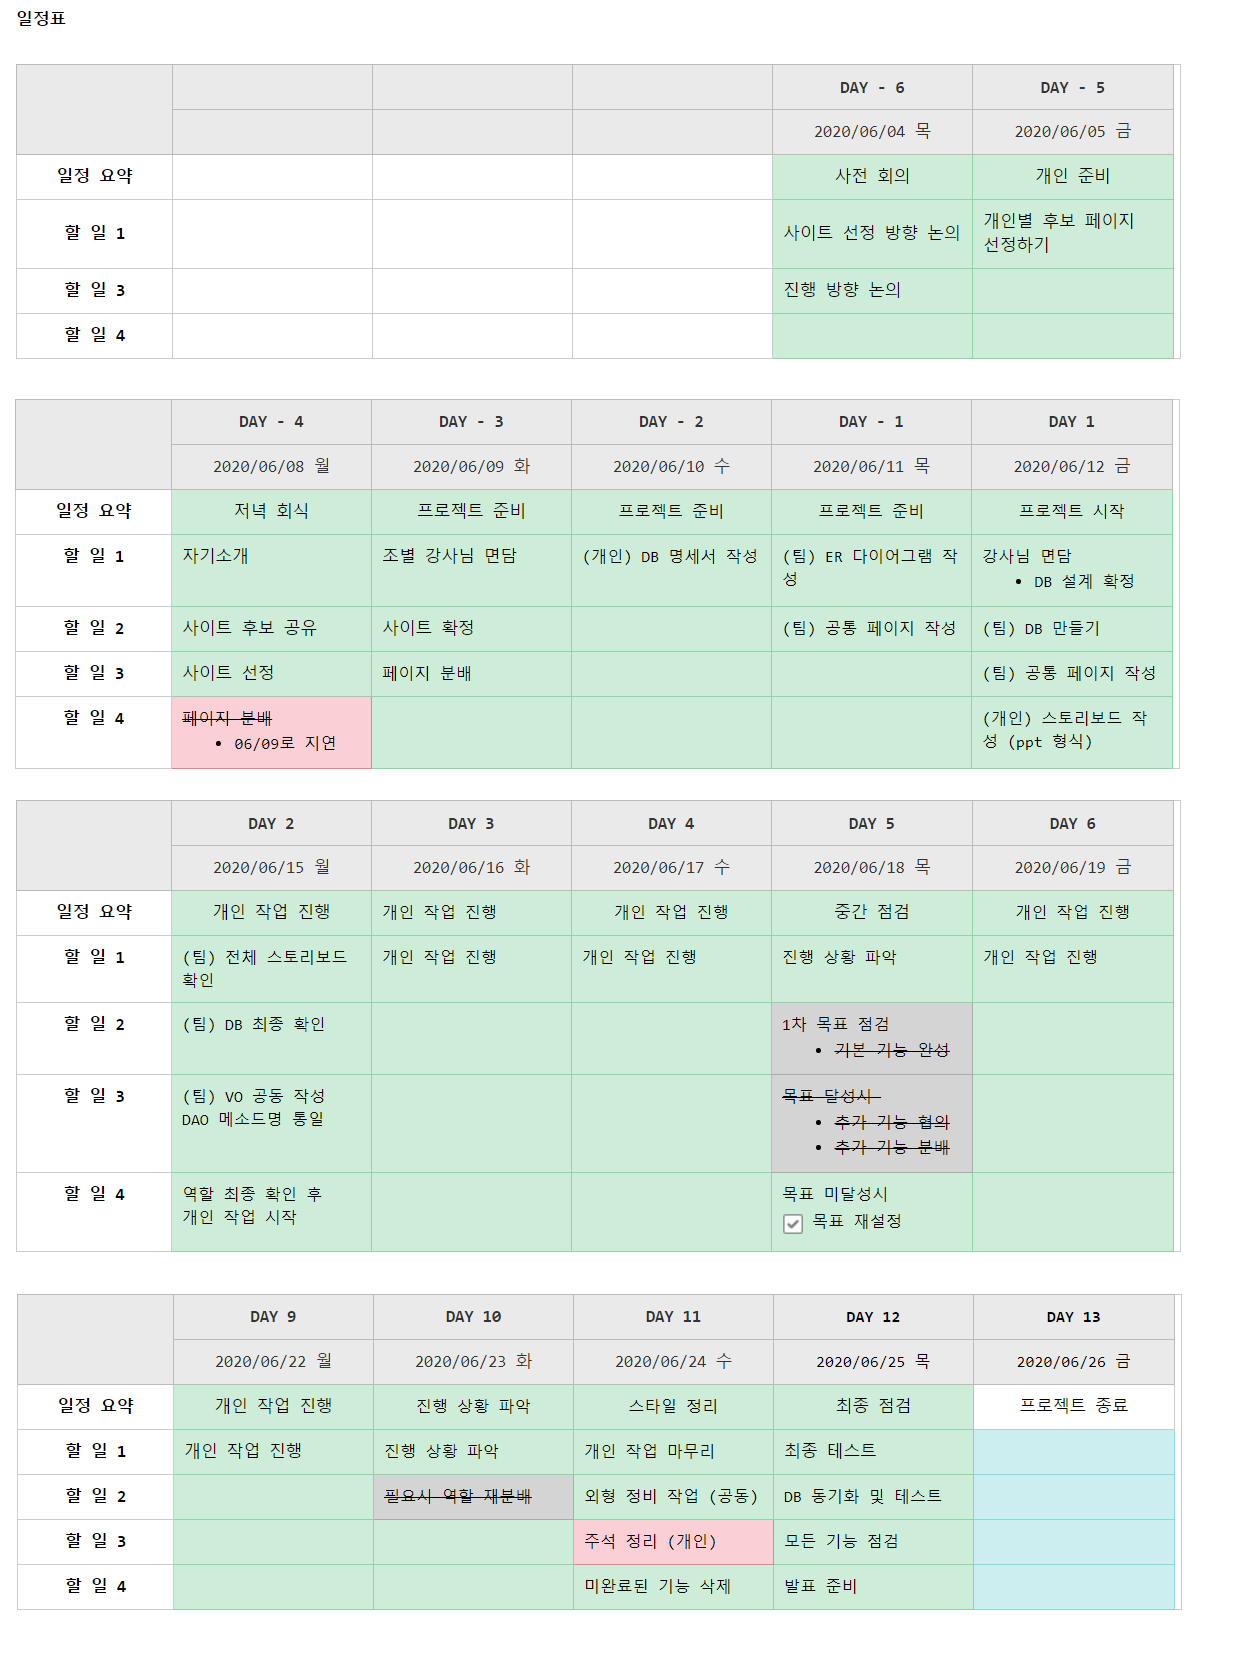 일정표
DAY - 6 DAY - 5
2020/06/04 목 2020/06/05 금
일정 요약 사전 회의 개인 준비
할 일 1 사이트 선정 방향 논의 개인별 후보 페이지
선정하기
할 일 3 진행 방향 논의
할 일 4
DAY - 4 DAY - 3 DAY - 2 DAY - 1 DAY 1
2020/06/08 월 2020/06/09 화 2020/06/10 수 2020/06/11 목 2020/06/12 금
일정 요약 저녁 회식 프로젝트 준비 프로젝트 준비 프로젝트 준비 프로젝트 시작
할 일 1 자기소개 조별 강사님 면담 (개인) DB 명세서 작성 (팀) ER 다이어그램 작 강사님 면담
성 • DB 설계 확정
할 일 2 사이트 후보 공유 사이트 확정 (팀) 공통 페이지 작성 (팀) DB 만들기
할 일 3 사이트 선정 페이지 분배 (팀) 공통 페이지 작성
할 일 4 페이지 분배 (개인) 스토리보드 작
• 06/09로 지연 성 (ppt 형식)
DAY 2 DAY 3 DAY 4 DAY 5 DAY 6
2020/06/15 월 2020/06/16 화 2020/06/17 수 2020/06/18 목 2020/06/19 금
일정 요약 개인 작업 진행 개인 작업 진행 개인 작업 진행 중간 점검 개인 작업 진행
할 일 1 (팀) 전체 스토리보드 개인 작업 진행 개인 작업 진행 진행 상황 파악 개인 작업 진행
확인
할 일 2 (팀) DB 최종 확인 1차 목표 점검
• 기본 기능 완성
할 일 3 (팀) VO 공동 작성 목표 달성시
DAO 메소드명 통일 • 추가 기능 협의
• 추가 기능 분배
할 일 4 역할 최종 확인 후 목표 미달성시
개인 작업 시작 목표 재설정
DAY 9 DAY 10 DAY 11 DAY 12 DAY 13
2020/06/22 월 2020/06/23 화 2020/06/24 수 2020/06/25 목 2020/06/26 금
일정 요약 개인 작업 진행 진행 상황 파악 스타일 정리 최종 점검 프로젝트 종료
할 일 1 개인 작업 진행 진행 상황 파악 개인 작업 마무리 최종 테스트
할 일 2 필요시 역할 재분배 외형 정비 작업 (공동) DB 동기화 및 테스트
할 일 3 주석 정리 (개인) 모든 기능 점검
할 일 4 미완료된 기능 삭제 발표 준비